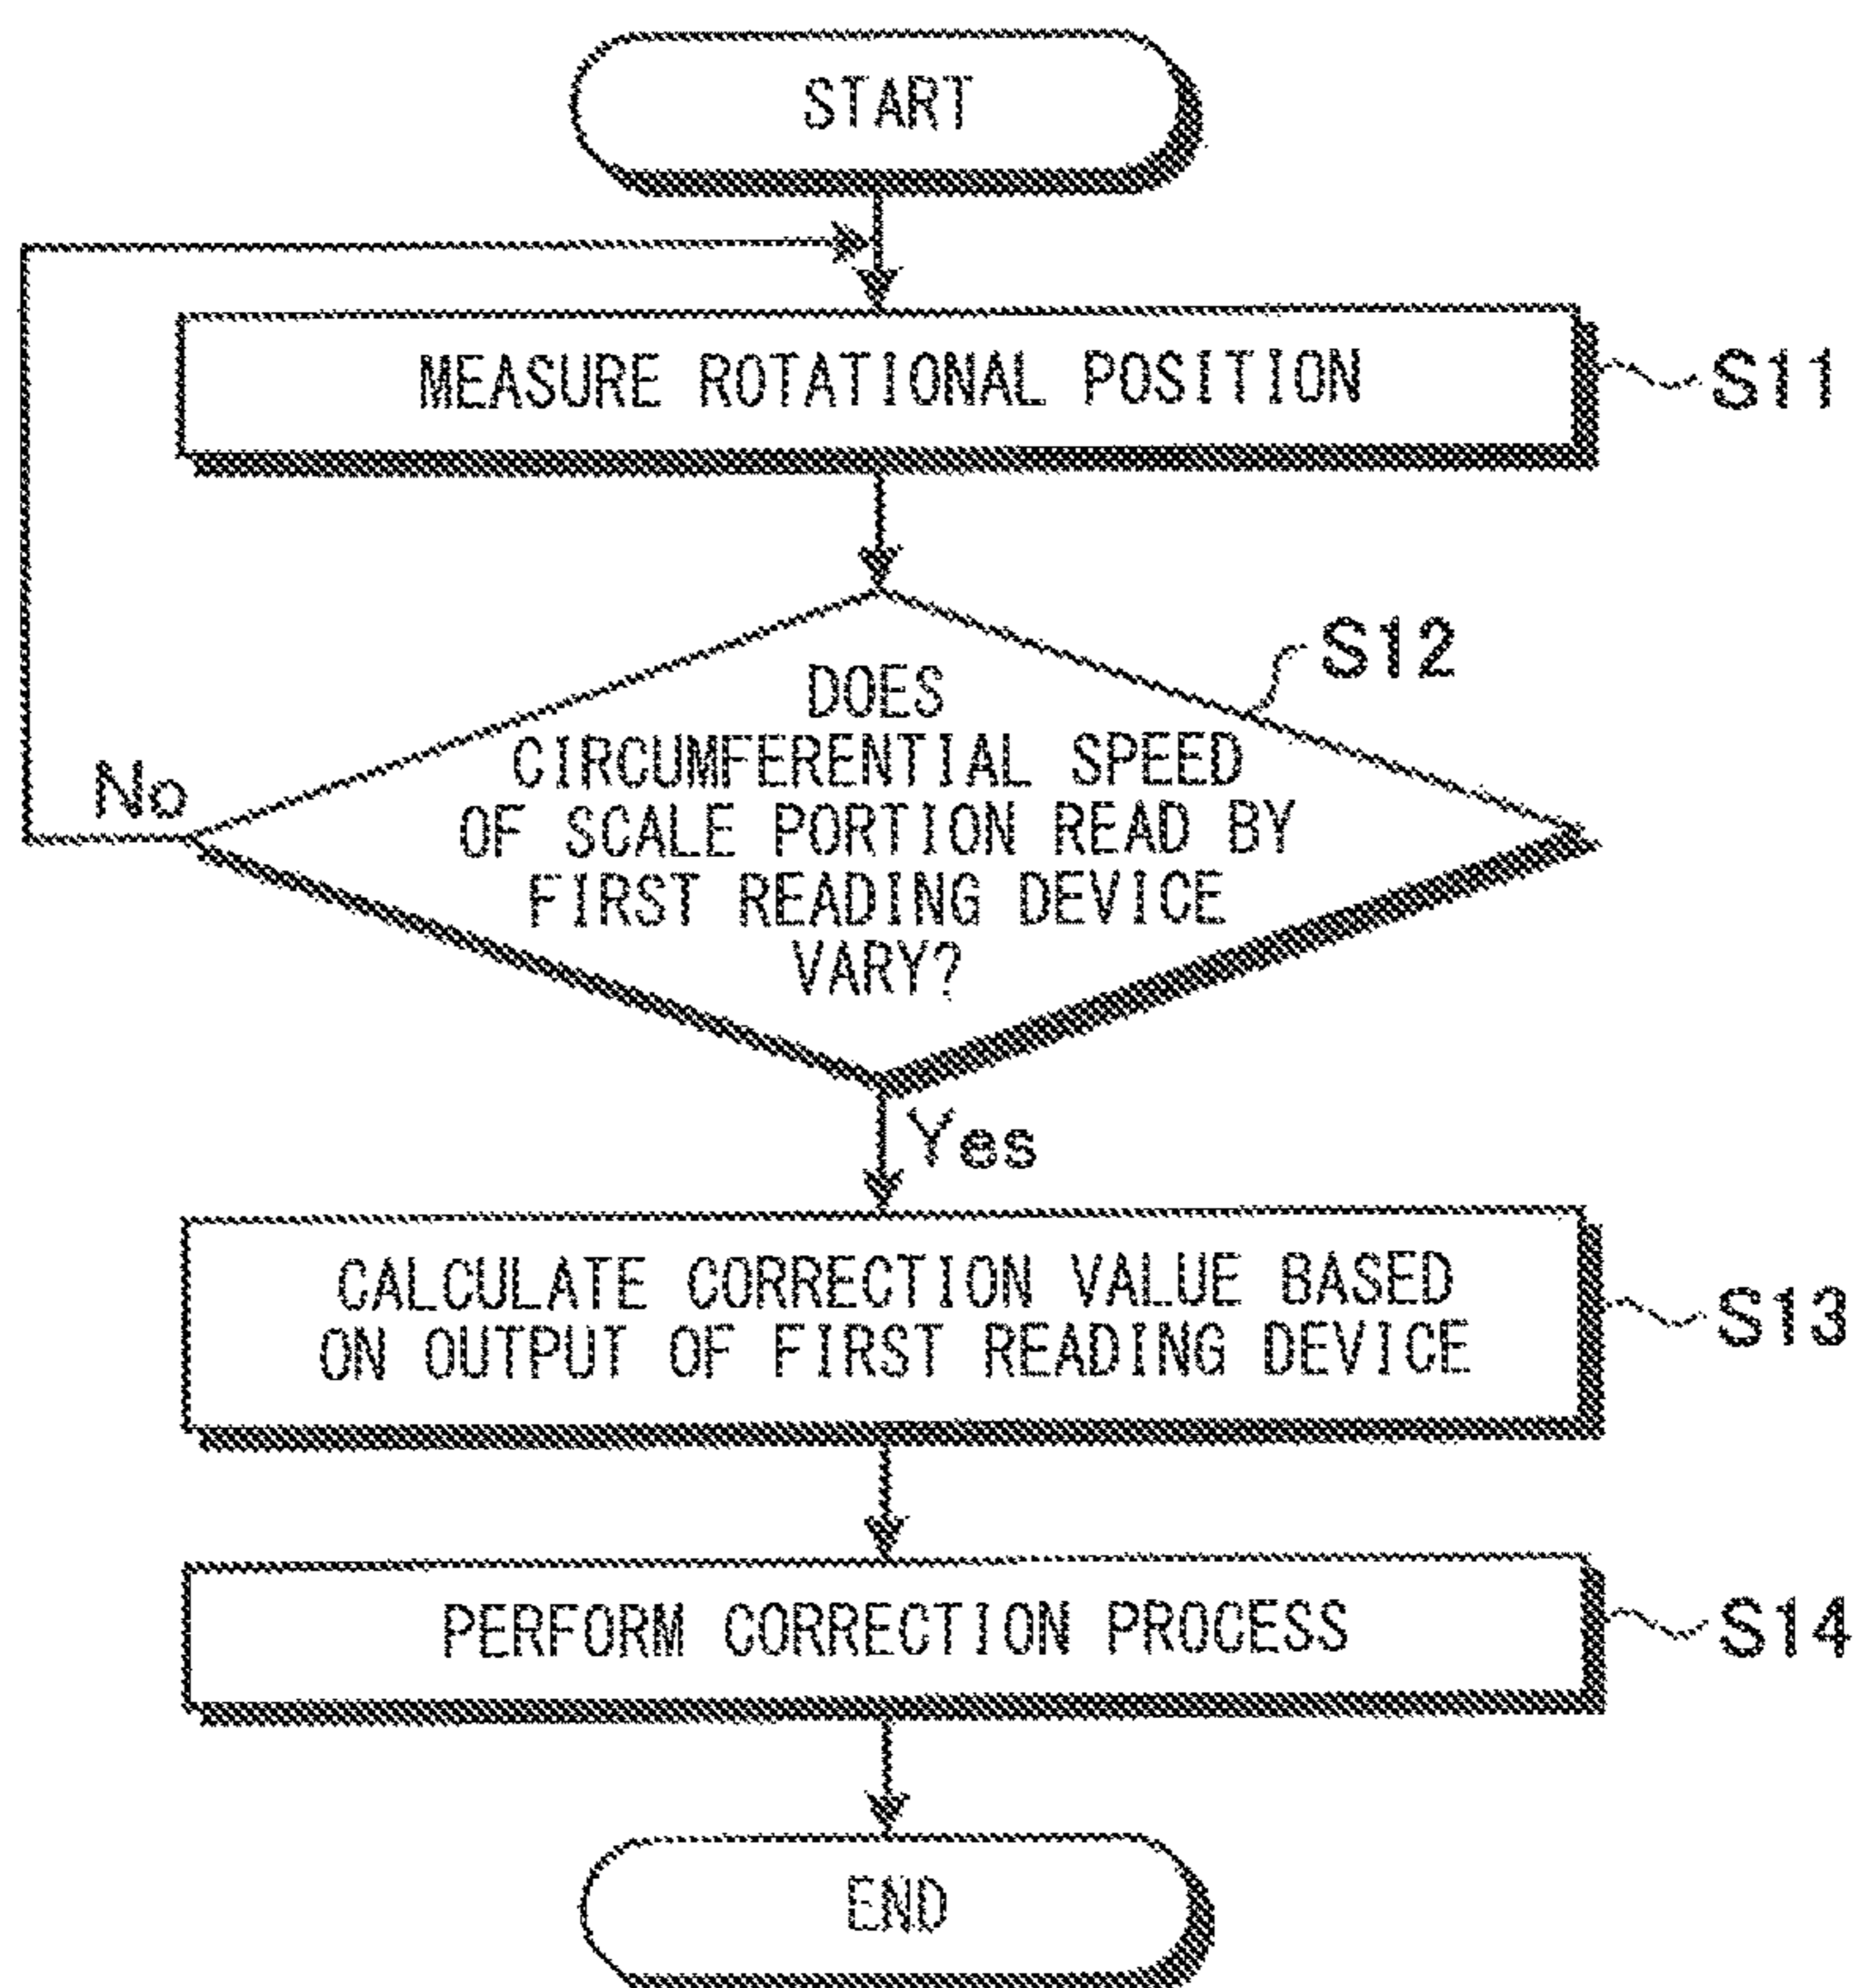 START
MEASURE ROTATIONAL POSITION
S11
S12
DOES
CIRCUMFERENTIAL SPEED
OF SCALE PORTION READ BY
FIRST READING DEVICE
VARY?
No
Yes
CALCULATE CORRECTION VALUE BASED
ON OUTPUT OF FIRST READING DEVICE
S13
PERFORM CORRECTION PROCESS
S14
END